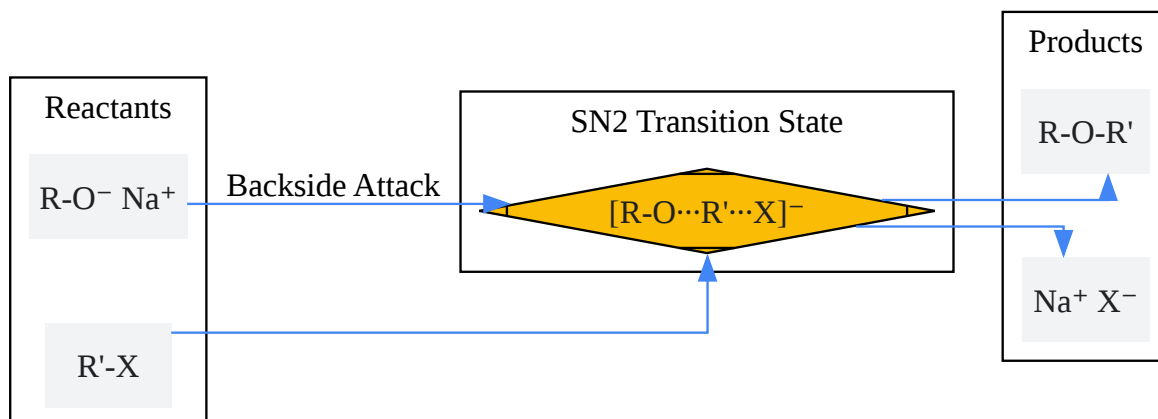 Reactants
R-O⁻ Na⁺
R'-X
Backside Attack
SN2 Transition State
[R-O···R'···X]⁻
Products
R-O-R'
Na⁺ X⁻